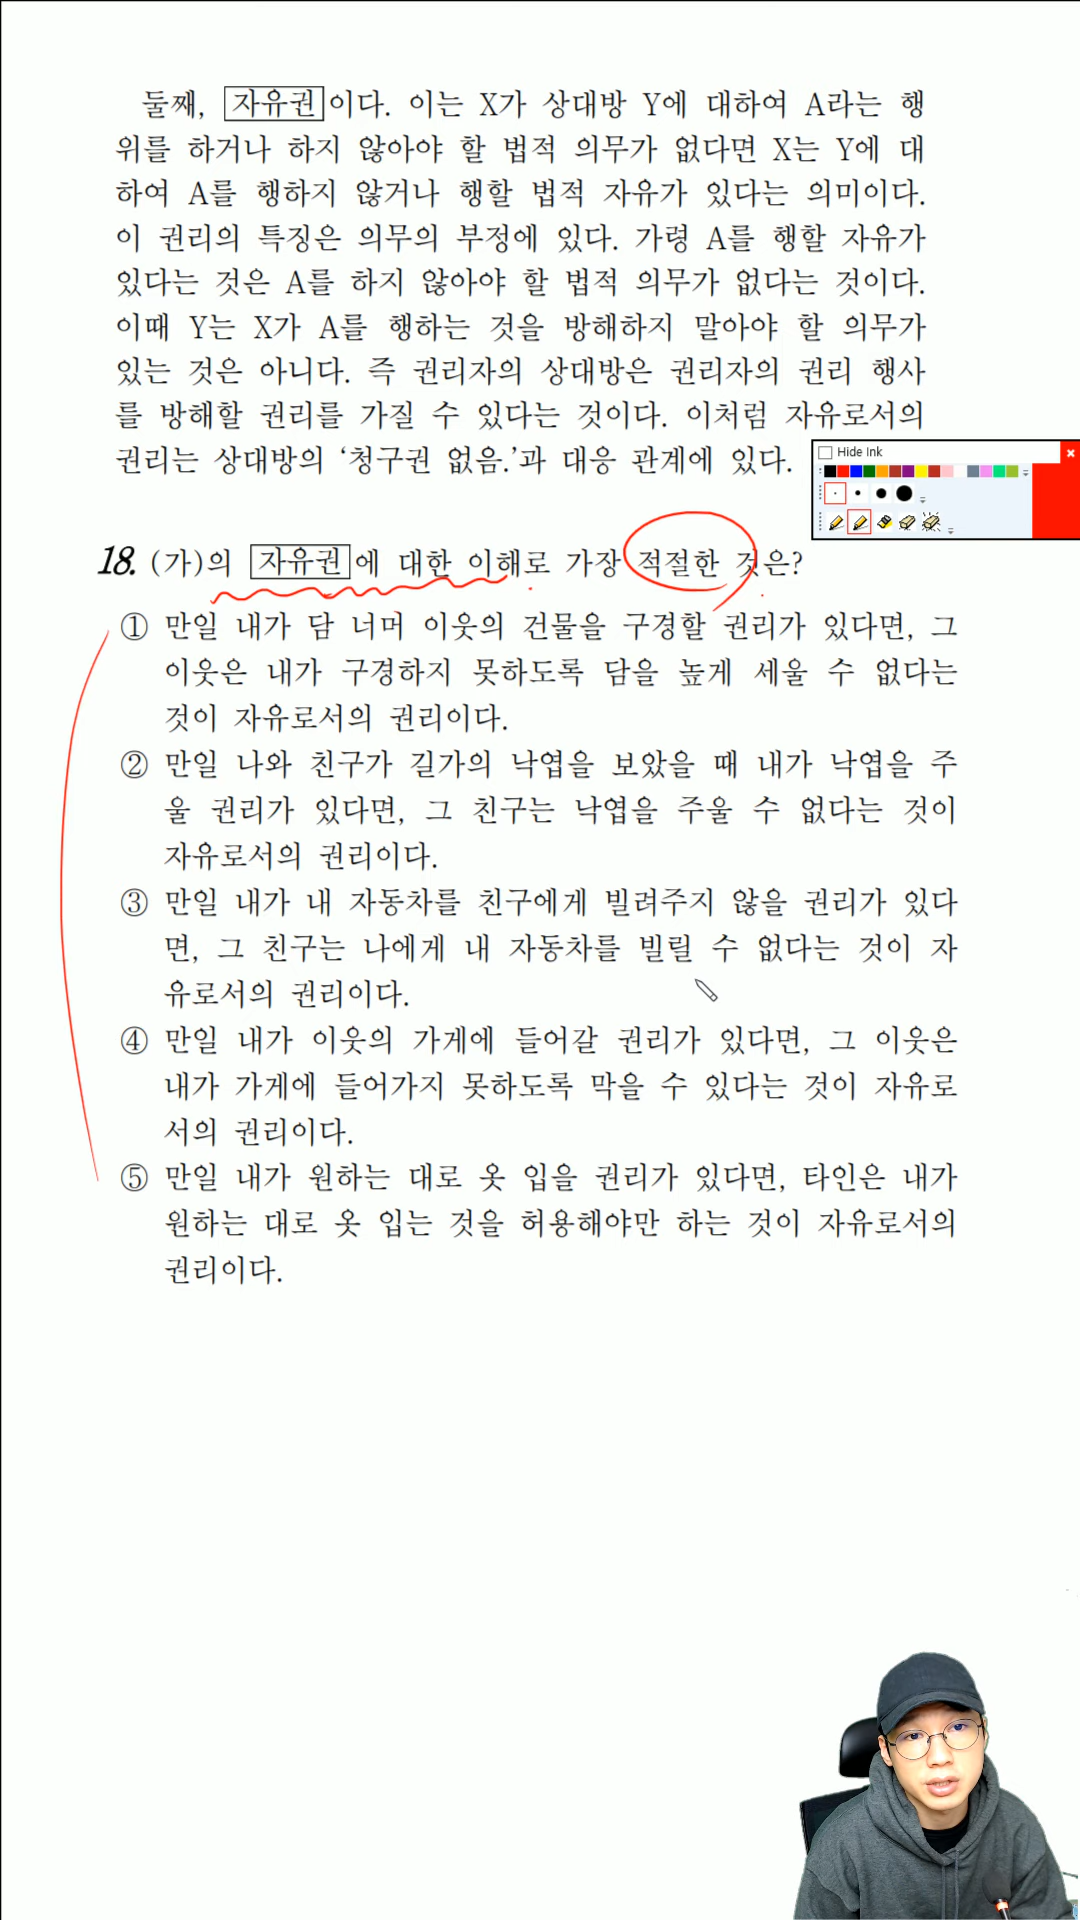 둘째, 자유권이다. 이는 X가 상대방 Y에 대하여 A라는 행
위를 하거나 하지 않아야 할 법적 의무가 없다면 X는 Y에 대
하여 A를 행하지 않거나 행할 법적 자유가 있다는 의미이다.
이 권리의 특징은 의무의 부정에 있다. 가령 A를 행할 자유가
있다는 것은 A를 하지 않아야 할 법적 의무가 없다는 것이다.
이때 Y는 X가 A를 행하는 것을 방해하지 말아야 할 의무가
있는 것은 아니다. 즉 권리자의 상대방은 권리자의 권리 행사
를 방해할 권리를 가질 수 있다는 것이다. 이처럼 자유로서의
권리는 상대방의 ‘청구권 없음.’과 대응 관계에 있다.
Hide Ink
18. (가)의 자유권에 대한 이해로 가장 적절한 것은?
① 만일 내가 담 너머 이웃의 건물을 구경할 권리가 있다면, 그
이웃은 내가 구경하지 못하도록 담을 높게 세울 수 없다는
것이 자유로서의 권리이다.
② 만일 나와 친구가 길가의 낙엽을 보았을 때 내가 낙엽을 주
울 권리가 있다면, 그 친구는 낙엽을 주울 수 없다는 것이
자유로서의 권리이다.
③ 만일 내가 내 자동차를 친구에게 빌려주지 않을 권리가 있다
면, 그 친구는 나에게 내 자동차를 빌릴 수 없다는 것이 자
유로서의 권리이다.
④ 만일 내가 이웃의 가게에 들어갈 권리가 있다면, 그 이웃은
내가 가게에 들어가지 못하도록 막을 수 있다는 것이 자유로
서의 권리이다.
⑤ 만일 내가 원하는 대로 옷 입을 권리가 있다면, 타인은 내가
원하는 대로 옷 입는 것을 허용해야만 하는 것이 자유로서의
권리이다.